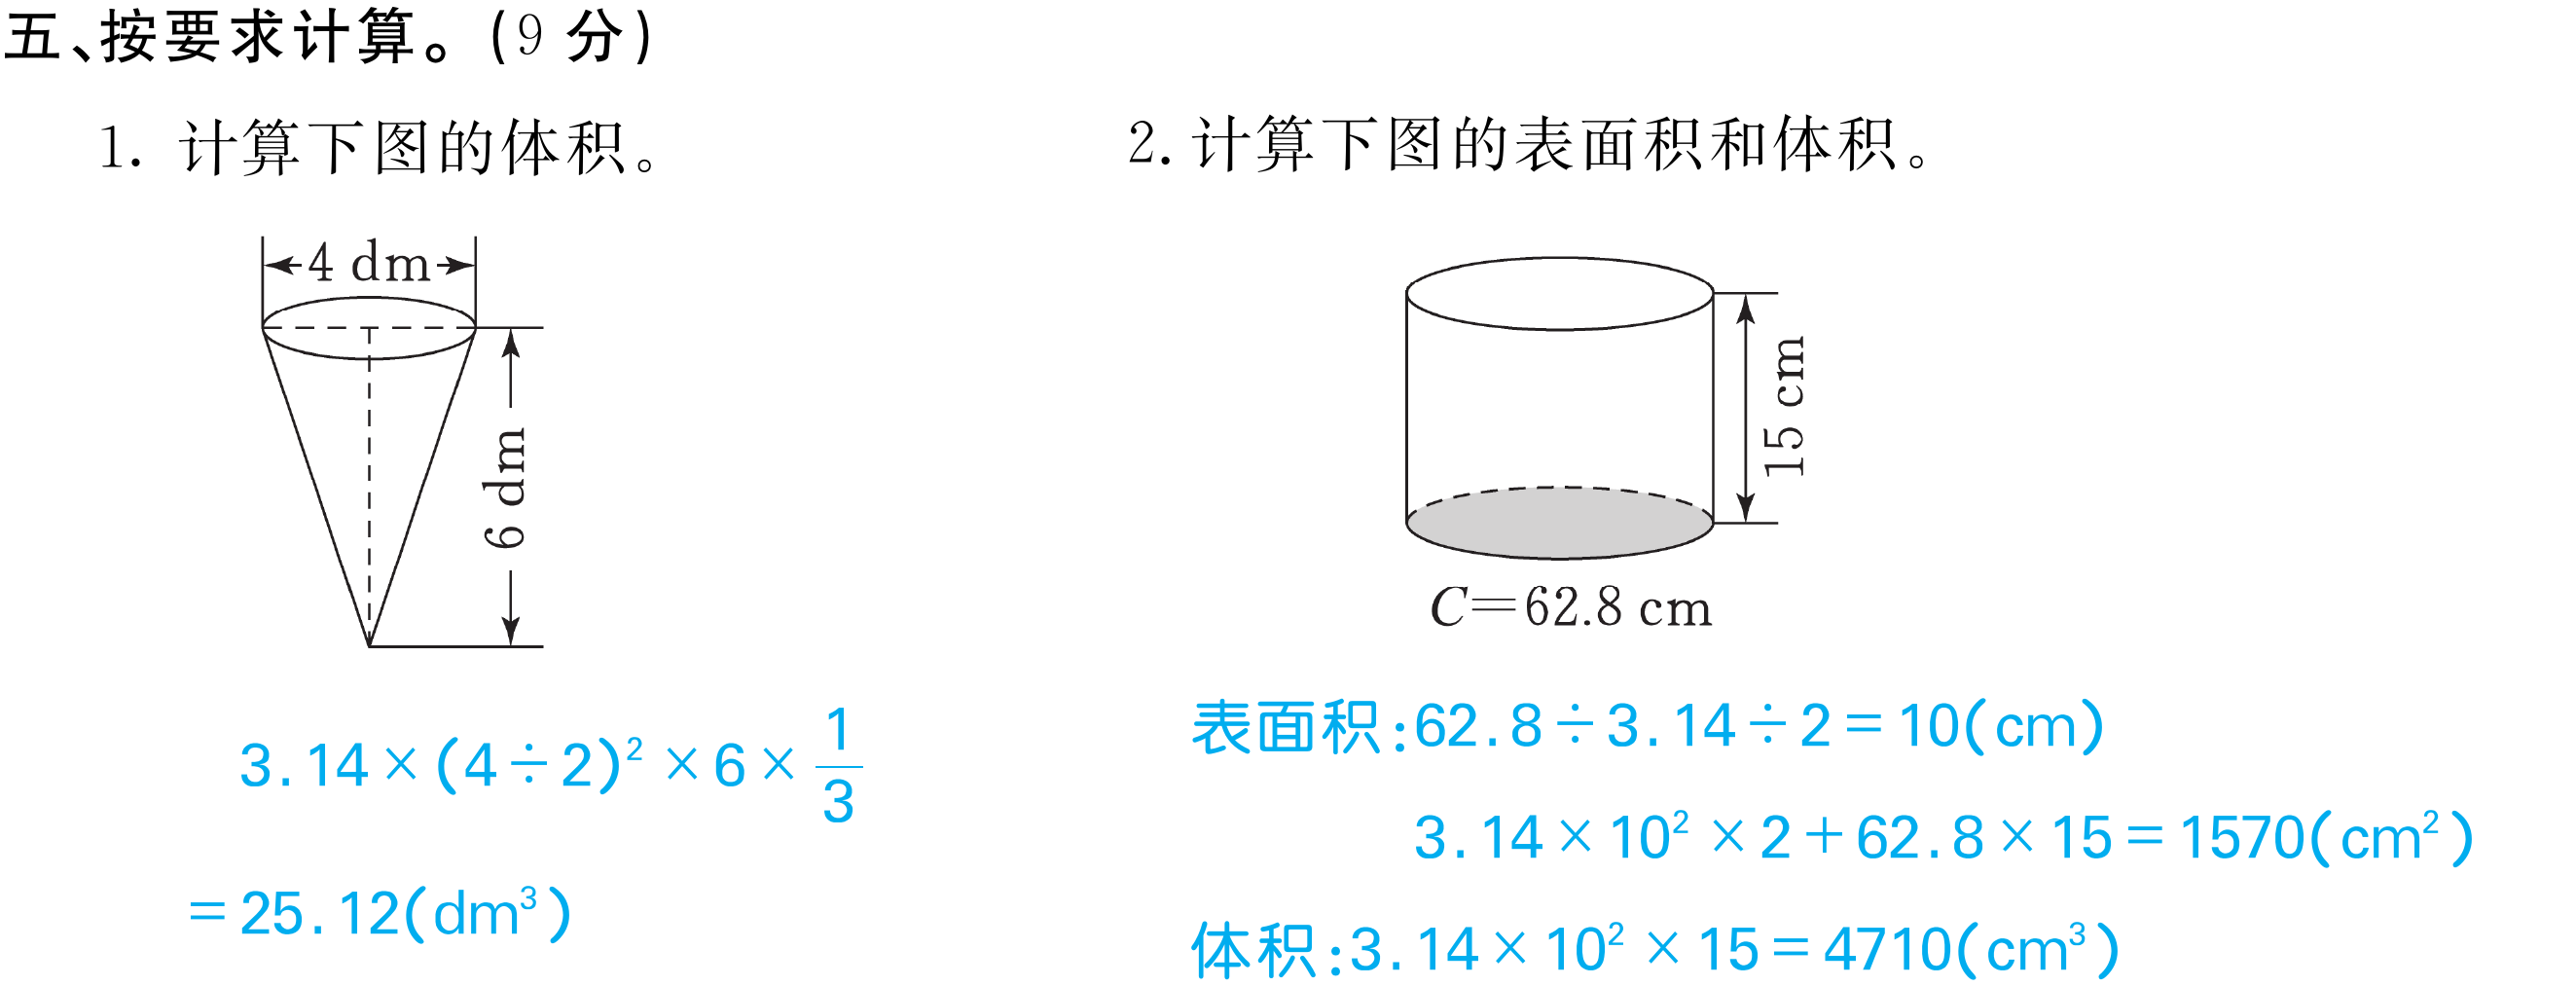 五、按要求计算。(9 分)
1. 计算下图的体积。
4 dm
6 dm
3.14×(4÷2)²×6×1/3
=25.12(dm³)
2. 计算下图的表面积和体积。
15 cm
C=62.8 cm
表面积:62.8÷3.14÷2=10(cm)
3.14×10²×2+62.8×15=1570(cm²)
体积:3.14×10²×15=4710(cm³)